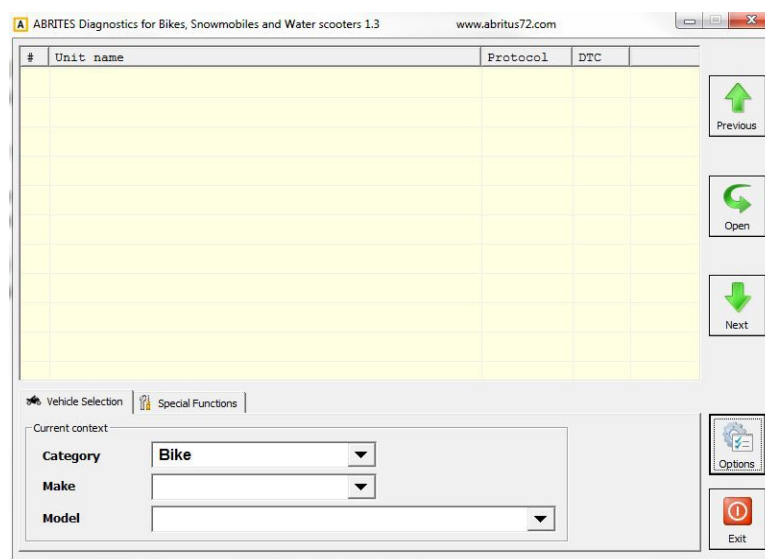 A ABRITES Diagnostics for Bikes, Snowmobiles and Water scooters 1.3 www.abritus72.com
# Unit name Protocol DTC
Previous
Open
Next
Vehicle Selection Special Functions
Current context
Category Bike
Make
Model
Options
Exit